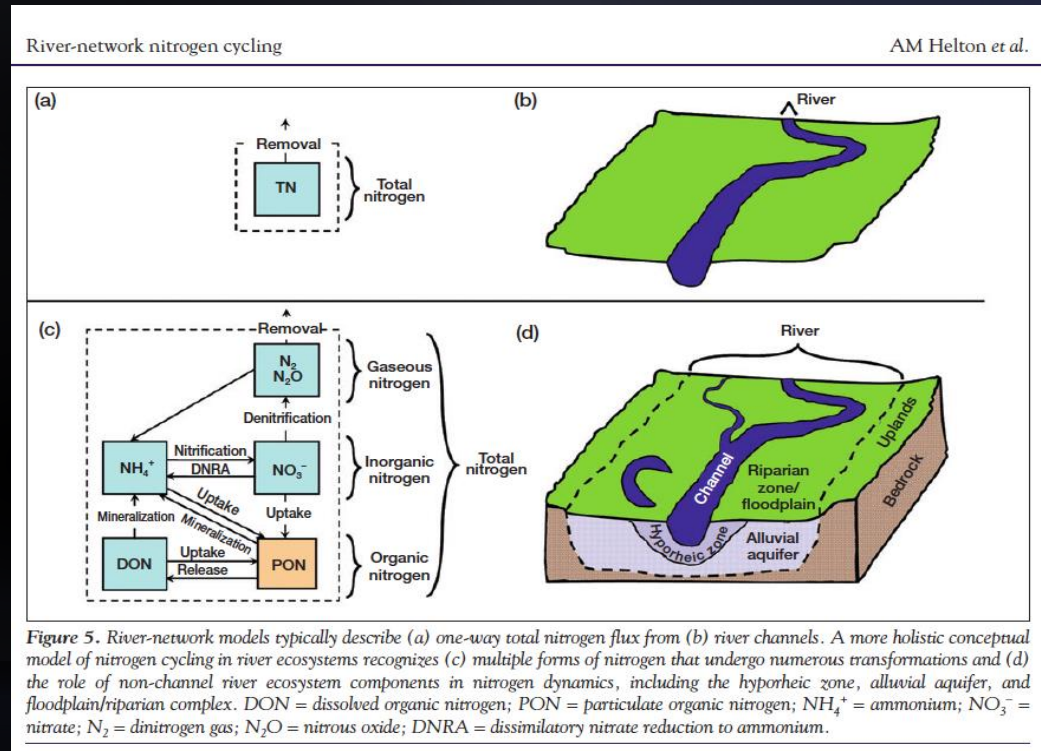 River-network nitrogen cycling
AM Helton et al.
(a)
Removal
TN
Total
nitrogen
(b)
River
(c)
Removal
N₂
N₂O
Gaseous
nitrogen
Denitrification
NH₄⁺
Nitrification
DNRA
NO₃⁻
Inorganic
nitrogen
Total
nitrogen
Mineralization
Uptake
Mineralization
Uptake
DON
Uptake
Release
PON
Organic
nitrogen
(d)
River
Channel
Riparian
zone/
floodplain
Uplands
Bedrock
Hyporheic zone
Alluvial
aquifer
Figure 5. River-network models typically describe (a) one-way total nitrogen flux from (b) river channels. A more holistic conceptual
model of nitrogen cycling in river ecosystems recognizes (c) multiple forms of nitrogen that undergo numerous transformations and (d)
the role of non-channel river ecosystem components in nitrogen dynamics, including the hyporheic zone, alluvial aquifer, and
floodplain/riparian complex. DON = dissolved organic nitrogen; PON = particulate organic nitrogen; NH₄⁺ = ammonium; NO₃⁻ =
nitrate; N₂ = dinitrogen gas; N₂O = nitrous oxide; DNRA = dissimilatory nitrate reduction to ammonium.